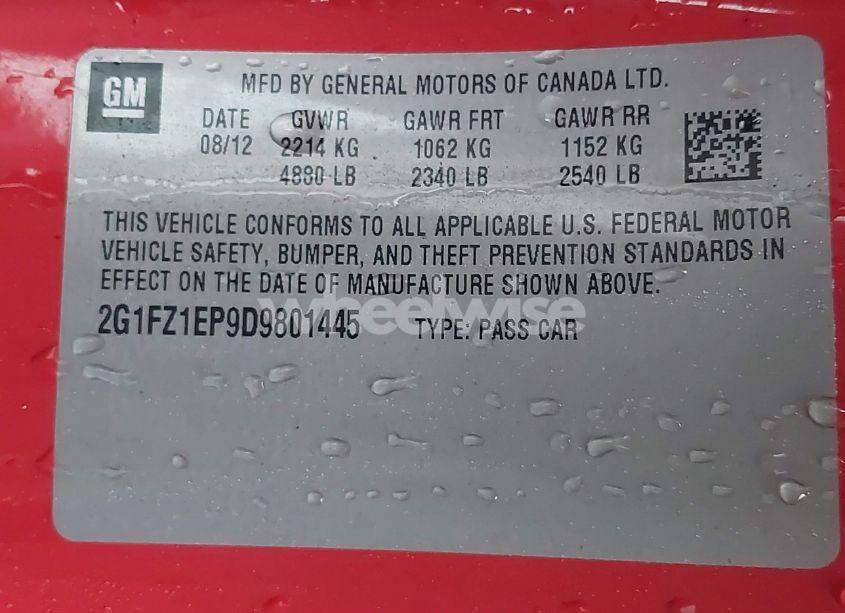 GM
MFD BY GENERAL MOTORS OF CANADA LTD.
DATE GVWR GAWR FRT GAWR RR
08/12 2214 KG 1062 KG 1152 KG
4880 LB 2340 LB 2540 LB
THIS VEHICLE CONFORMS TO ALL APPLICABLE U.S. FEDERAL MOTOR
VEHICLE SAFETY, BUMPER, AND THEFT PREVENTION STANDARDS IN
EFFECT ON THE DATE OF MANUFACTURE SHOWN ABOVE.
wheelwise
2G1FZ1EP9D9801445 TYPE: PASS CAR